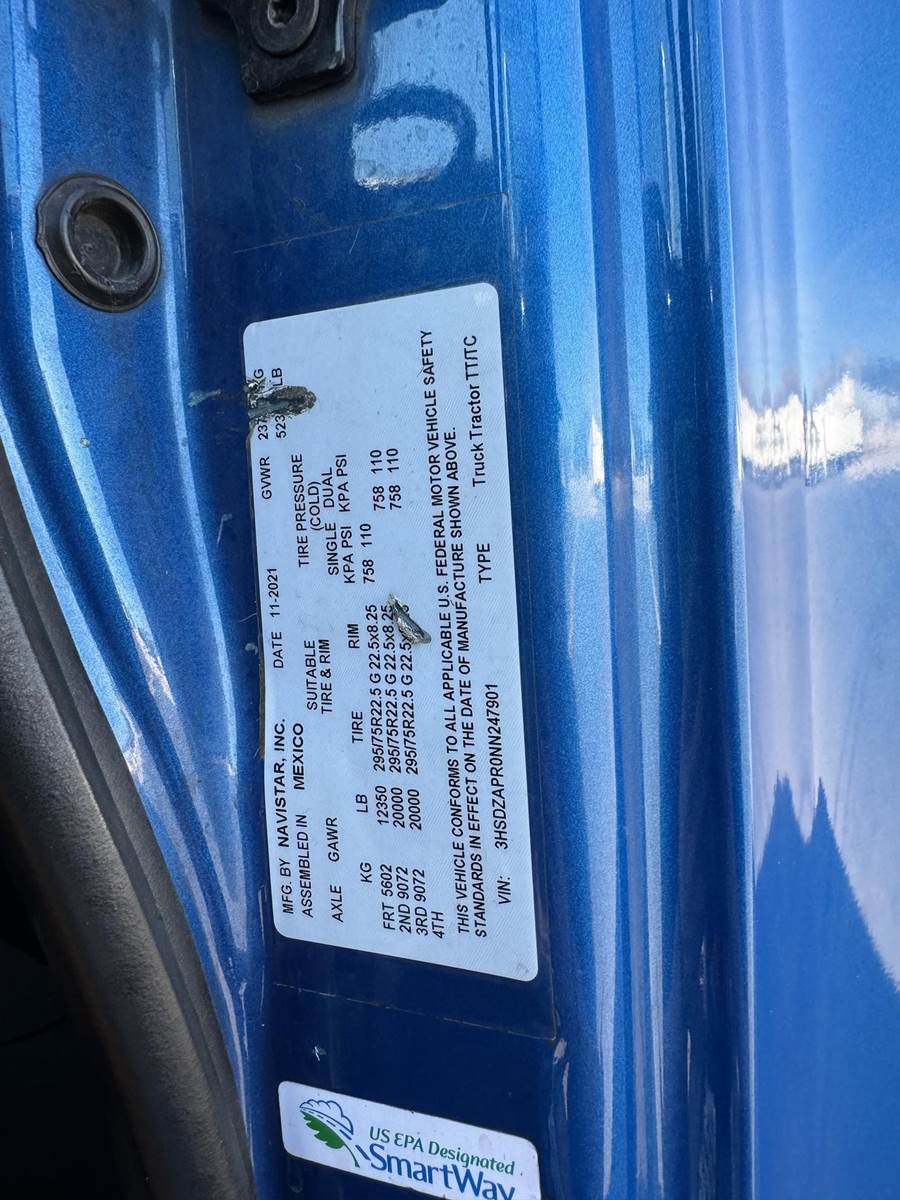 MFG. BY NAVISTAR, INC. DATE 11-2021 GVWR
ASSEMBLED IN MEXICO LB
SUITABLE TIRE PRESSURE
TIRE & RIM (COLD)
AXLE GAWR SINGLE DUAL
KG LB TIRE RIM KPA PSI KPA PSI
FRT 5602 12350 295/75R22.5 G 22.5x8.25 758 110
2ND 9072 20000 295/75R22.5 G 22.5x8.25 758 110
3RD 9072 20000 295/75R22.5 G 758 110
4TH
THIS VEHICLE CONFORMS TO ALL APPLICABLE U.S. FEDERAL MOTOR VEHICLE SAFETY
STANDARDS IN EFFECT ON THE DATE OF MANUFACTURE SHOWN ABOVE.
VIN: 3HSDZAPR0NN247901 TYPE Truck Tractor TT/TC
US EPA Designated
SmartWay